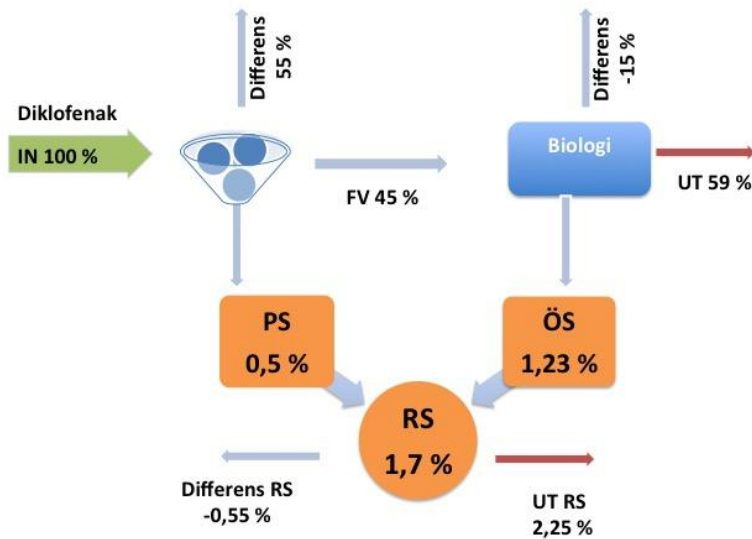 Differens
55 %
Differens
-15 %
Diklofenak
IN 100 %
Biologi
FV 45 %
UT 59 %
PS
0,5 %
ÖS
1,23 %
RS
1,7 %
Differens RS
-0,55 %
UT RS
2,25 %